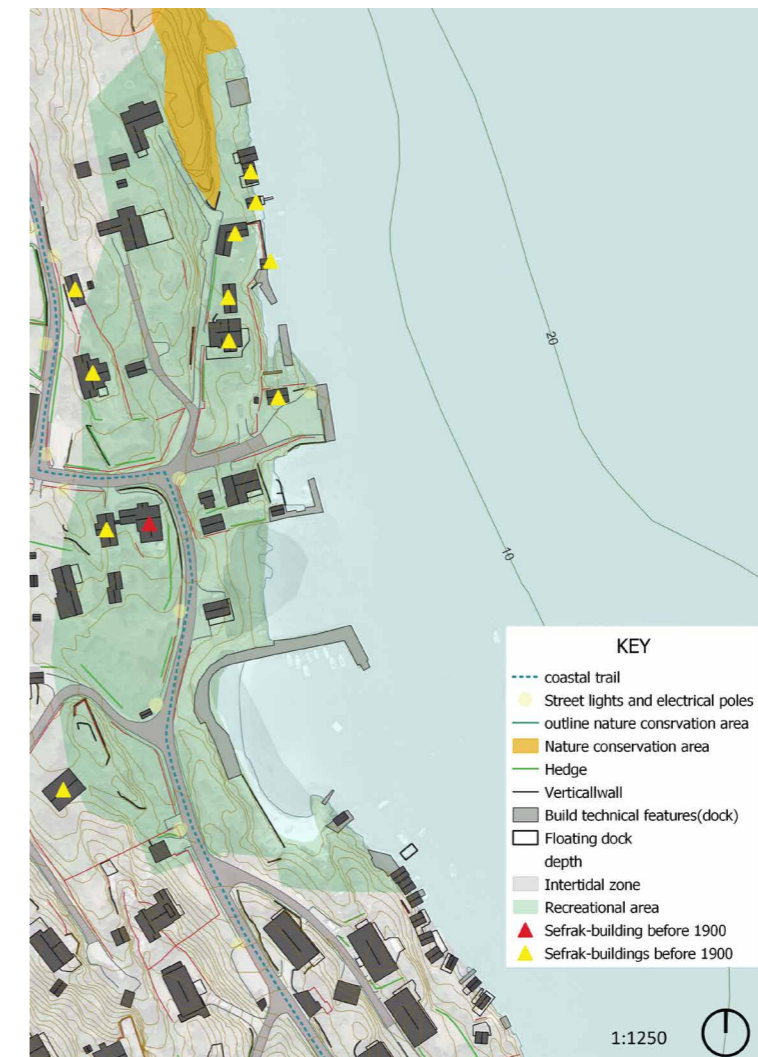 20
10
KEY
coastal trail
Street lights and electrical poles
outline nature consrvation area
Nature conservation area
Hedge
Verticallwall
Build technical features(dock)
Floating dock
depth
Intertidal zone
Recreational area
Sefrak-building before 1900
Sefrak-buildings before 1900
1:1250